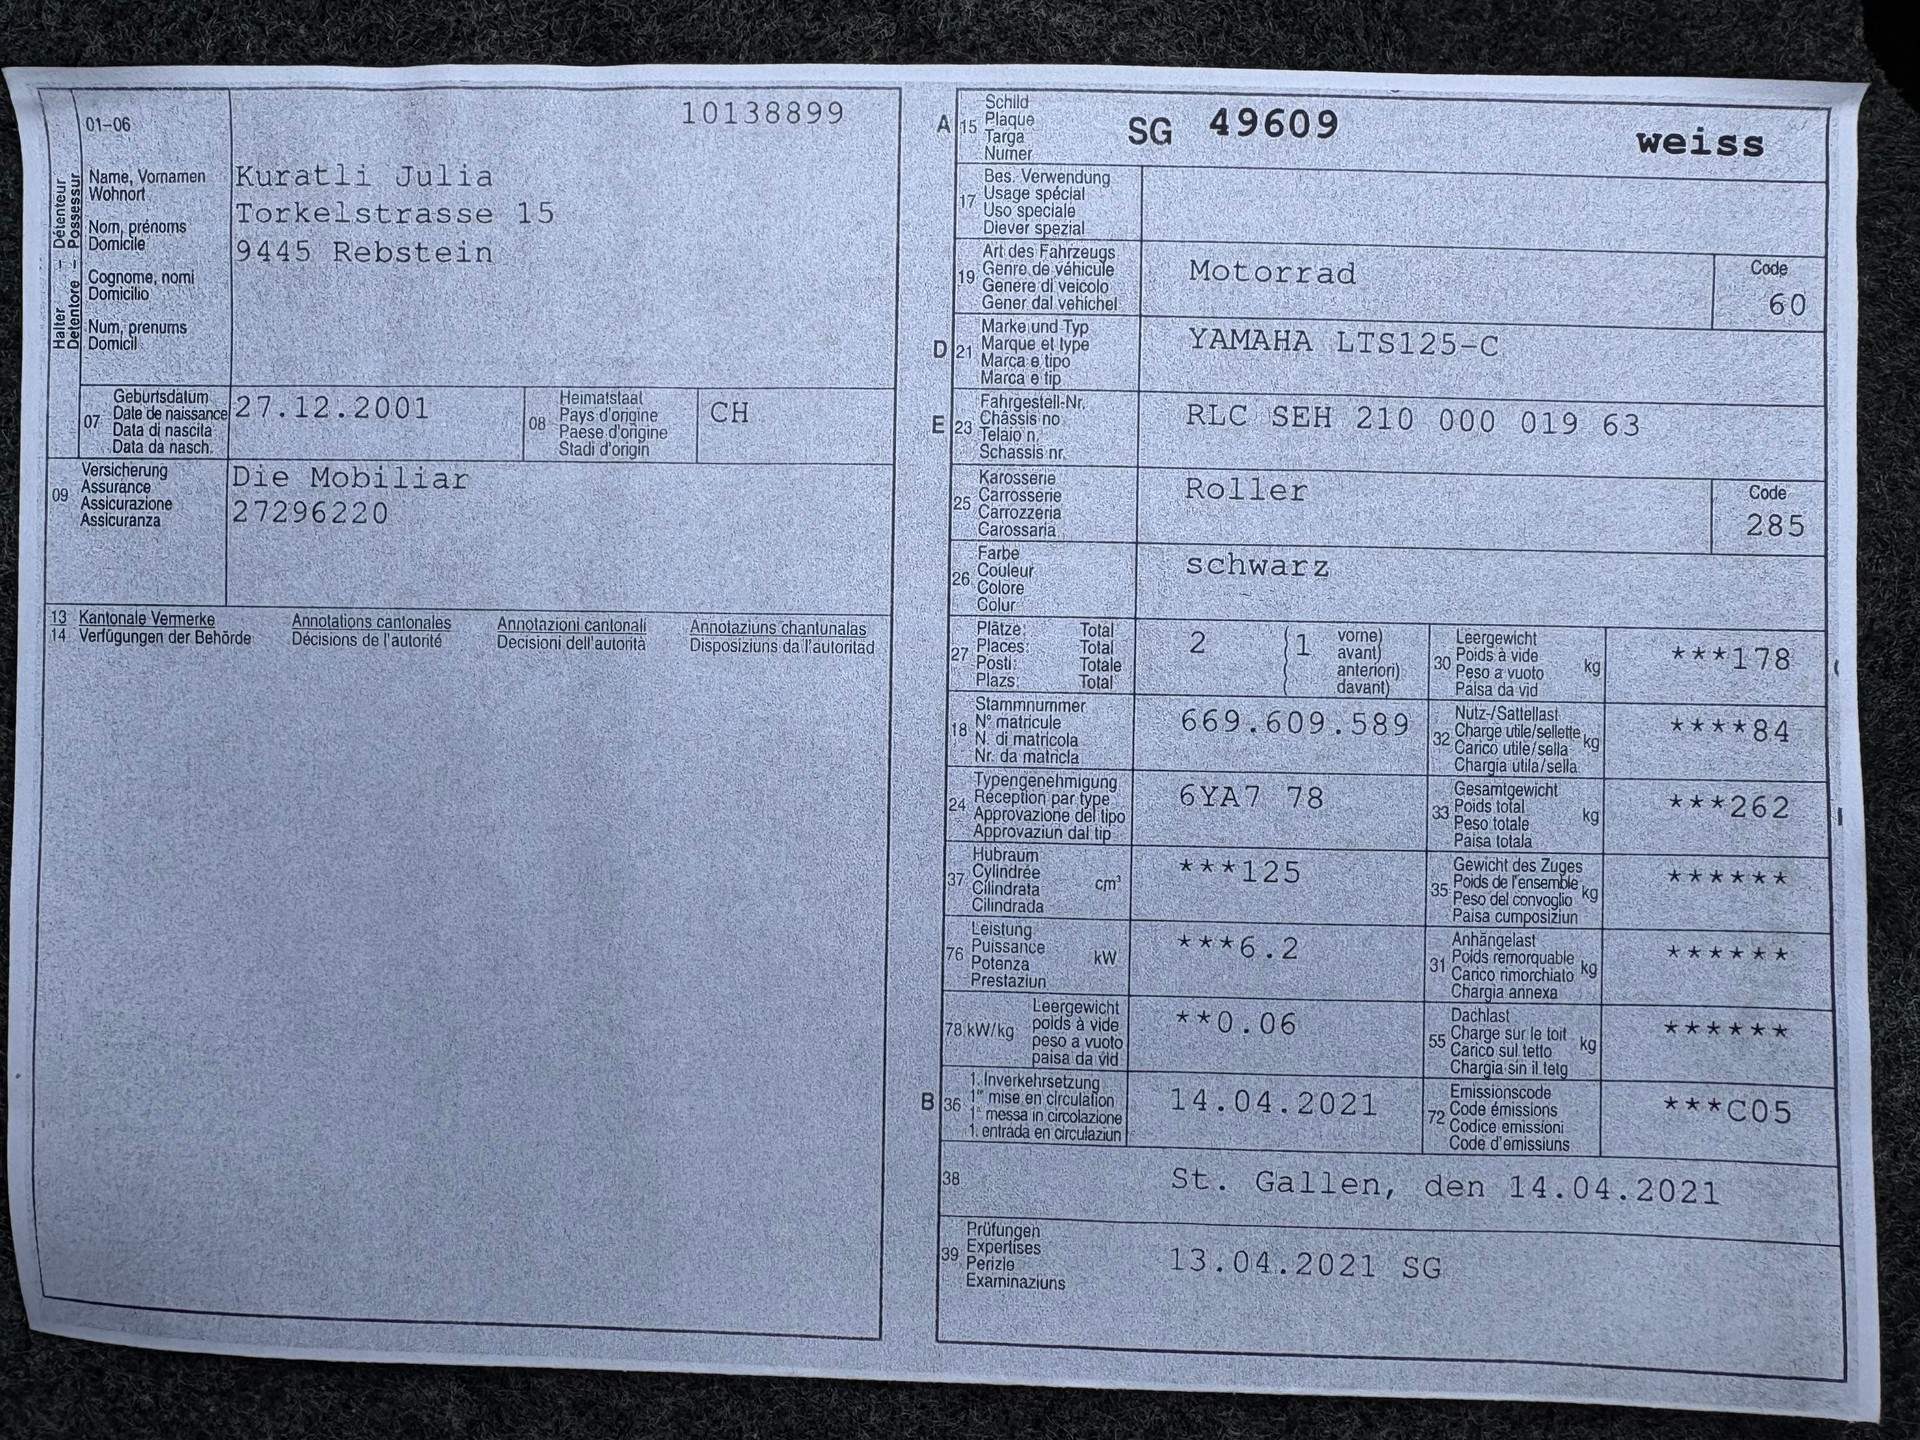 01-06
10138899
Halter – Détenteur
Detentore – Possessur
Name, Vornamen
Wohnort
Nom, prénoms
Domicile
Cognome, nomi
Domicilio
Num, prenums
Domicil
Kuratli Julia
Torkelstrasse 15
9445 Rebstein
07
Geburtsdatum
Date de naissance
Data di nascita
Data da nasch.
27.12.2001
08
Heimatstaat
Pays d'origine
Paese d'origine
Stadi d'origin
CH
09
Versicherung
Assurance
Assicurazione
Assicuranza
Die Mobiliar
27296220
13 Kantonale Vermerke Annotations cantonales Annotazioni cantonali Annotaziuns chantunalas
14 Verfügungen der Behörde Décisions de l'autorité Decisioni dell'autorità Disposiziuns da l'autoritad
A 15
Schild
Plaque
Targa
Numer
SG 49609 weiss
17
Bes. Verwendung
Usage spécial
Uso speciale
Diever spezial
19
Art des Fahrzeugs
Genre de véhicule
Genere di veicolo
Gener dal vehichel
Motorrad
Code
60
D 21
Marke und Typ
Marque et type
Marca e tipo
Marca e tip
YAMAHA LTS125-C
E 23
Fahrgestell-Nr.
Châssis no
Telaio n.
Schassis nr.
RLC SEH 210 000 019 63
25
Karosserie
Carrosserie
Carrozzeria
Carossaria
Roller
Code
285
26
Farbe
Couleur
Colore
Colur
schwarz
27
Plätze: Total
Places: Total
Posti: Totale
Plazs: Total
2 (1
vorne)
avant)
anteriori)
davant)
30
Leergewicht
Poids à vide
Peso a vuoto
Paisa da vid
kg
***178
18
Stammnummer
N° matricule
N. di matricola
Nr. da matricla
669.609.589
32
Nutz-/Sattellast
Charge utile/sellette
Carico utile/sella
Chargia utila/sella
kg
****84
24
Typengenehmigung
Réception par type
Approvazione del tipo
Approvaziun dal tip
6YA7 78
33
Gesamtgewicht
Poids total
Peso totale
Paisa totala
kg
***262
37
Hubraum
Cylindrée
Cilindrata
Cilindrada
cm³
***125
35
Gewicht des Zuges
Poids de l'ensemble
Peso del convoglio
Paisa cumposiziun
kg
******
76
Leistung
Puissance
Potenza
Prestaziun
kW
***6.2
31
Anhängelast
Poids remorquable
Carico rimorchiato
Chargia annexa
kg
******
78 kW/kg
Leergewicht
poids à vide
peso a vuoto
paisa da vid
**0.06
55
Dachlast
Charge sur le toit
Carico sul tetto
Chargia sin il tetg
kg
******
B 36
1. Inverkehrsetzung
1re mise en circulation
1a messa in circolazione
1. entrada en circulaziun
14.04.2021
72
Emissionscode
Code émissions
Codice emissioni
Code d'emissiuns
***C05
38
St. Gallen, den 14.04.2021
39
Prüfungen
Expertises
Perizie
Examinaziuns
13.04.2021 SG